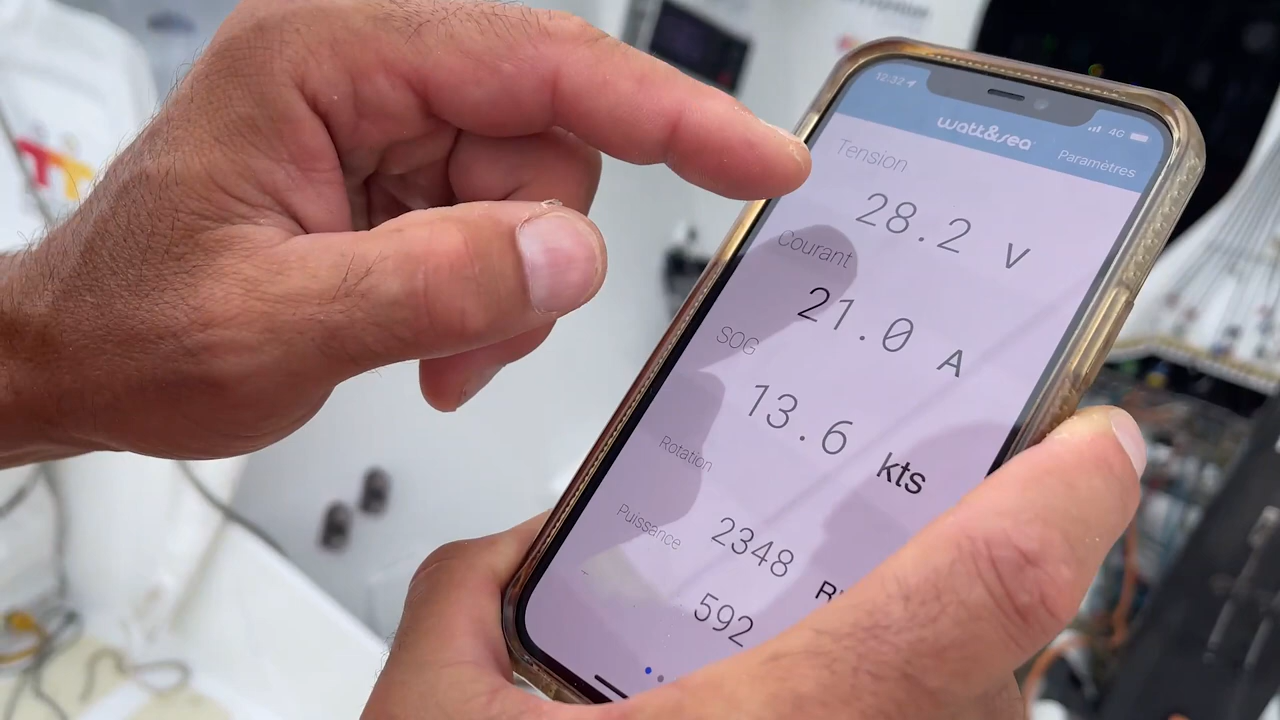 12:32
4G
watt&sea
Paramètres
Tension
28.2 V
Courant
21.0 A
SOG
13.6 kts
Rotation
2348
Puissance
592